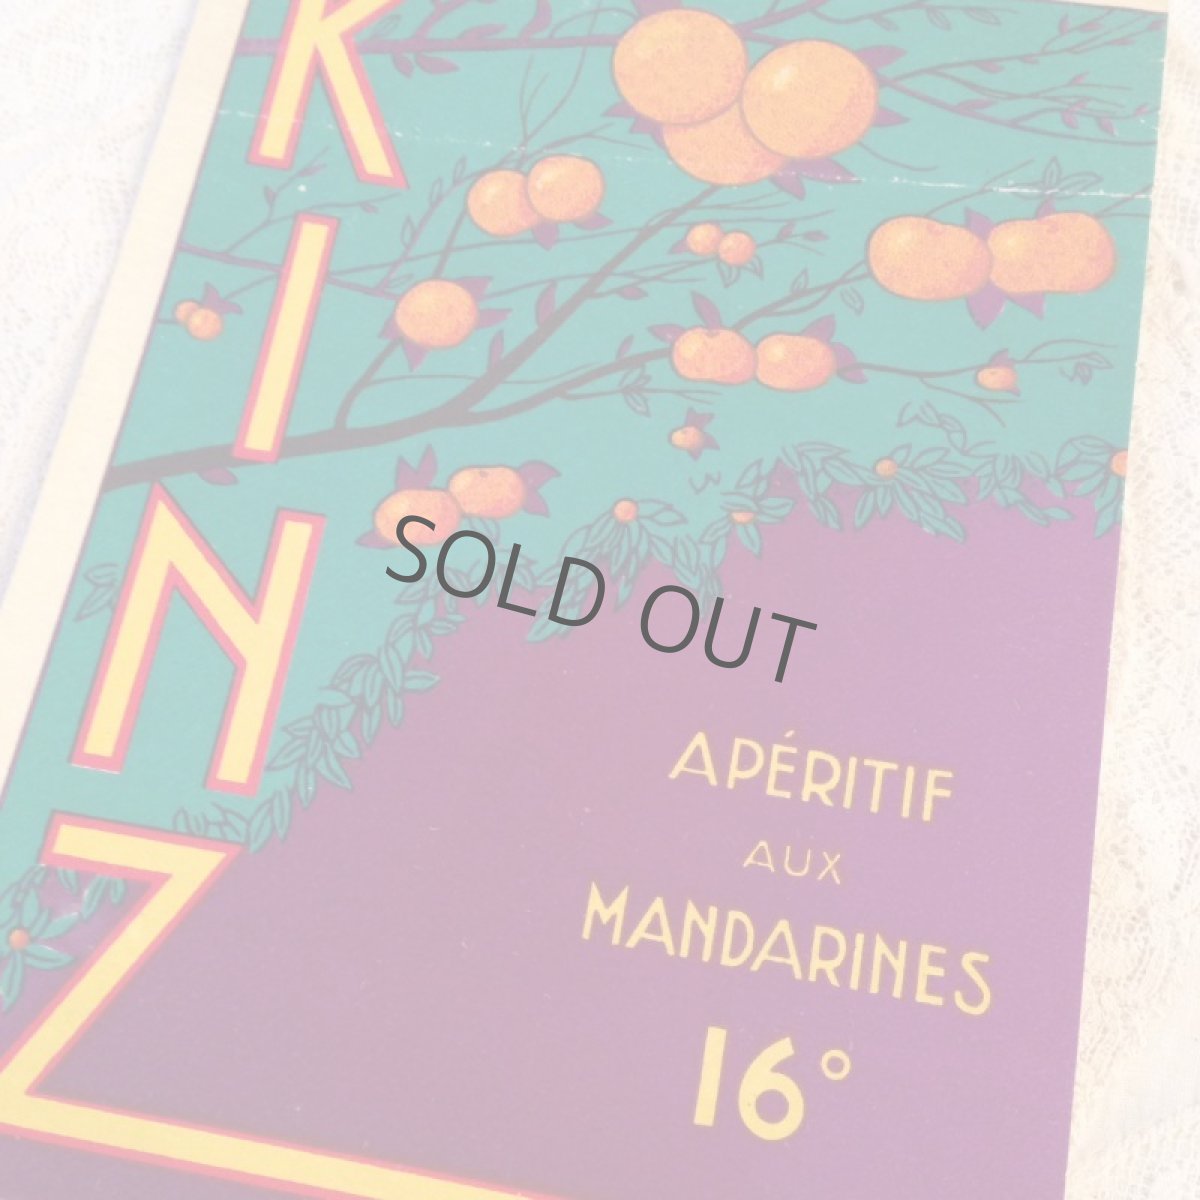 KINZ
SOLD OUT
APÉRITIF
AUX
MANDARINES
16°